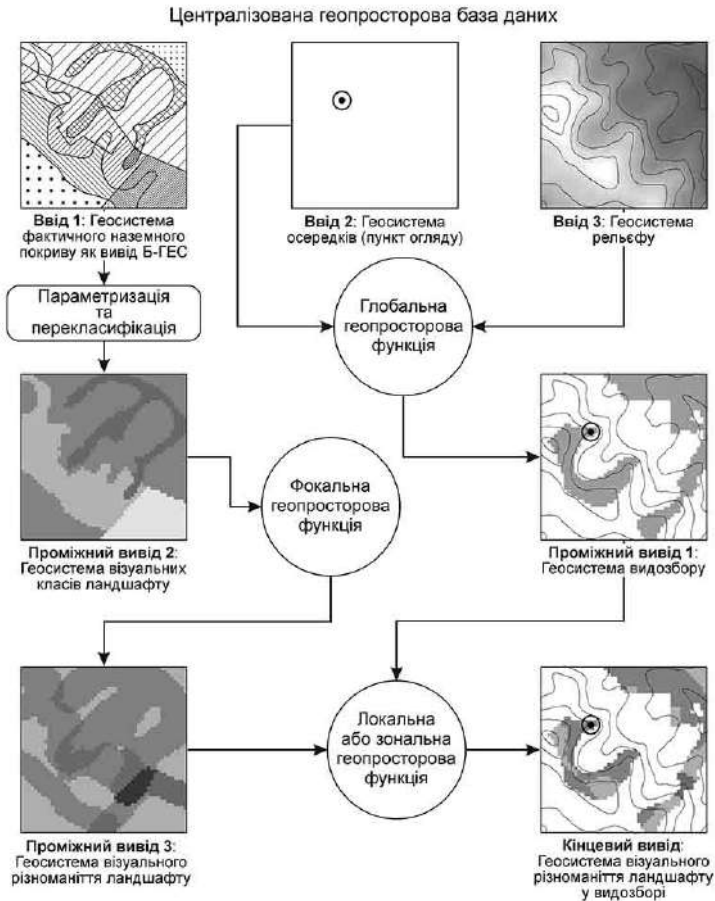 Централізована геопросторова база даних
Ввід 1: Геосистема
фактичного наземного
покриву як вивід Б-ГЕС
Ввід 2: Геосистема
осередків (пункт огляду)
Ввід 3: Геосистема
рельєфу
Параметризація
та
перекласифікація
Глобальна
геопросторова
функція
Фокальна
геопросторова
функція
Проміжний вивід 2:
Геосистема візуальних
класів ландшафту
Проміжний вивід 1:
Геосистема видозбору
Локальна
або зональна
геопросторова
функція
Проміжний вивід 3:
Геосистема візуального
різноманіття ландшафту
Кінцевий вивід:
Геосистема візуального
різноманіття ландшафту
у видозборі